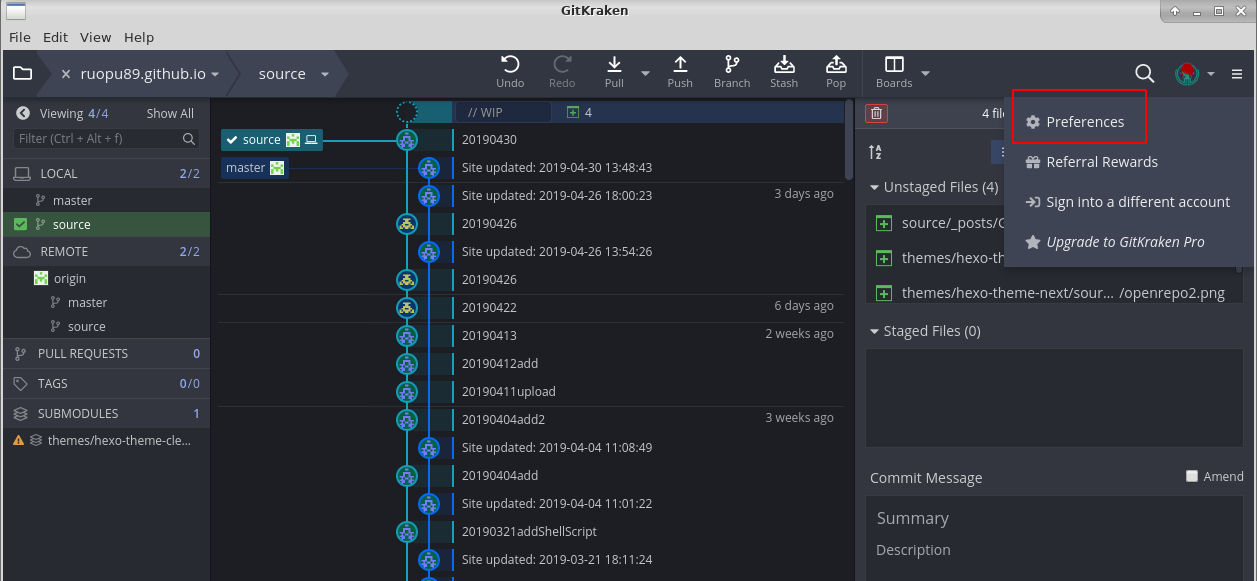 GitKraken
File Edit View Help
ruopu89.github.io source Undo Redo Pull Push Branch Stash Pop Boards
Viewing 4/4 Show All
Filter (Ctrl + Alt + f)
LOCAL 2/2
master
source
REMOTE 2/2
origin
master
source
PULL REQUESTS 0
TAGS 0/0
SUBMODULES 1
themes/hexo-theme-cle...
// WIP 4
source 20190430
master Site updated: 2019-04-30 13:48:43
Site updated: 2019-04-26 18:00:23 3 days ago
20190426
Site updated: 2019-04-26 13:54:26
20190426
20190422 6 days ago
20190413 2 weeks ago
20190412add
20190411upload
20190404add2 3 weeks ago
Site updated: 2019-04-04 11:08:49
20190404add
Site updated: 2019-04-04 11:01:22
20190321addShellScript
Site updated: 2019-03-21 18:11:24
4 file
Preferences
Referral Rewards
Sign into a different account
Upgrade to GitKraken Pro
Unstaged Files (4)
source/_posts/
themes/hexo-th
themes/hexo-theme-next/sour... /openrepo2.png
Staged Files (0)
Commit Message Amend
Summary
Description